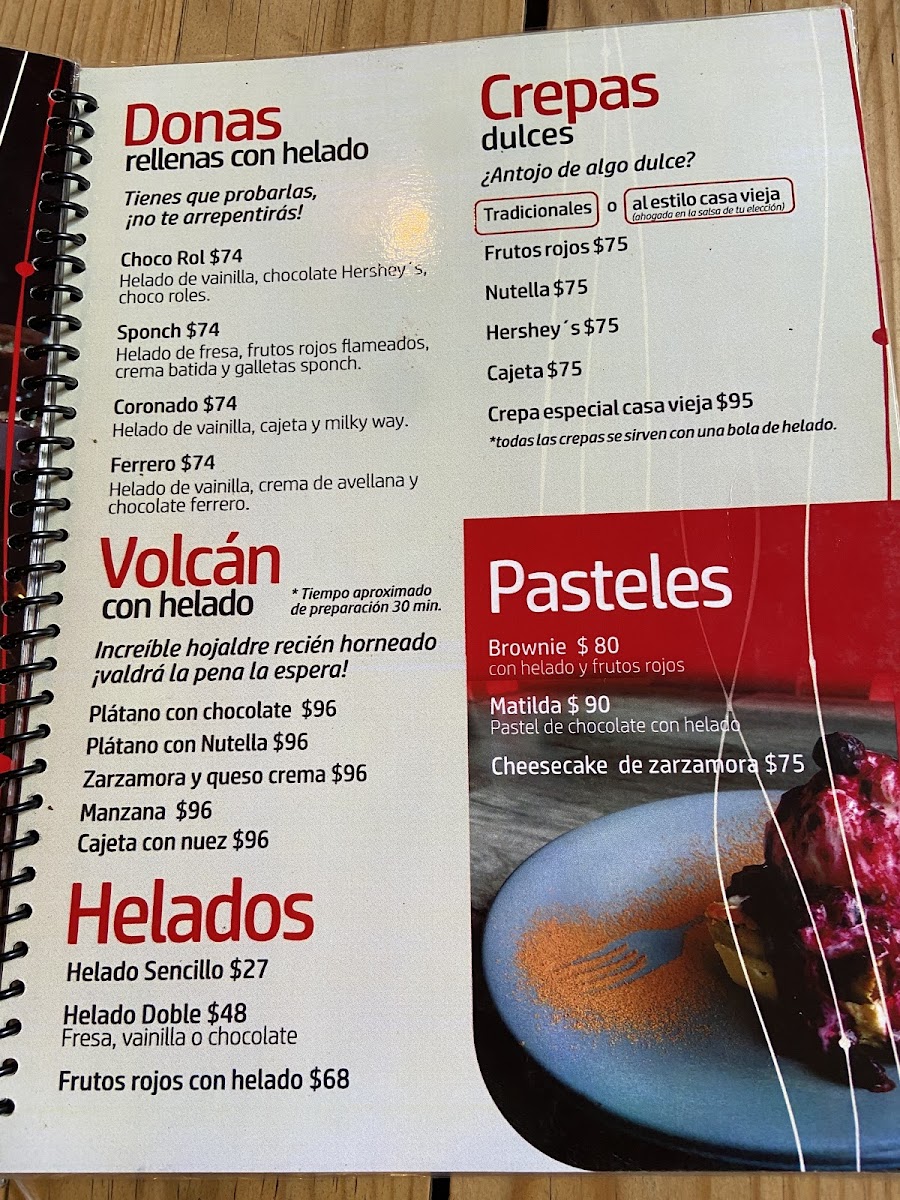 Donas
rellenas con helado
Tienes que probarlas,
¡no te arrepentirás!
Choco Rol $74
Helado de vainilla, chocolate Hershey´s,
choco roles.
Sponch $74
Helado de fresa, frutos rojos flameados,
crema batida y galletas sponch.
Coronado $74
Helado de vainilla, cajeta y milky way.
Ferrero $74
Helado de vainilla, crema de avellana y
chocolate ferrero.
Volcán
con helado
* Tiempo aproximado
de preparación 30 min.
Increíble hojaldre recién horneado
¡valdrá la pena la espera!
Plátano con chocolate $96
Plátano con Nutella $96
Zarzamora y queso crema $96
Manzana $96
Cajeta con nuez $96
Helados
Helado Sencillo $27
Helado Doble $48
Fresa, vainilla o chocolate
Frutos rojos con helado $68
Crepas
dulces
¿Antojo de algo dulce?
Tradicionales o al estilo casa vieja
(ahogada en la salsa de tu elección)
Frutos rojos $75
Nutella $75
Hershey´s $75
Cajeta $75
Crepa especial casa vieja $95
*todas las crepas se sirven con una bola de helado.
Pasteles
Brownie $ 80
con helado y frutos rojos
Matilda $ 90
Pastel de chocolate con helado
Cheesecake de zarzamora $75